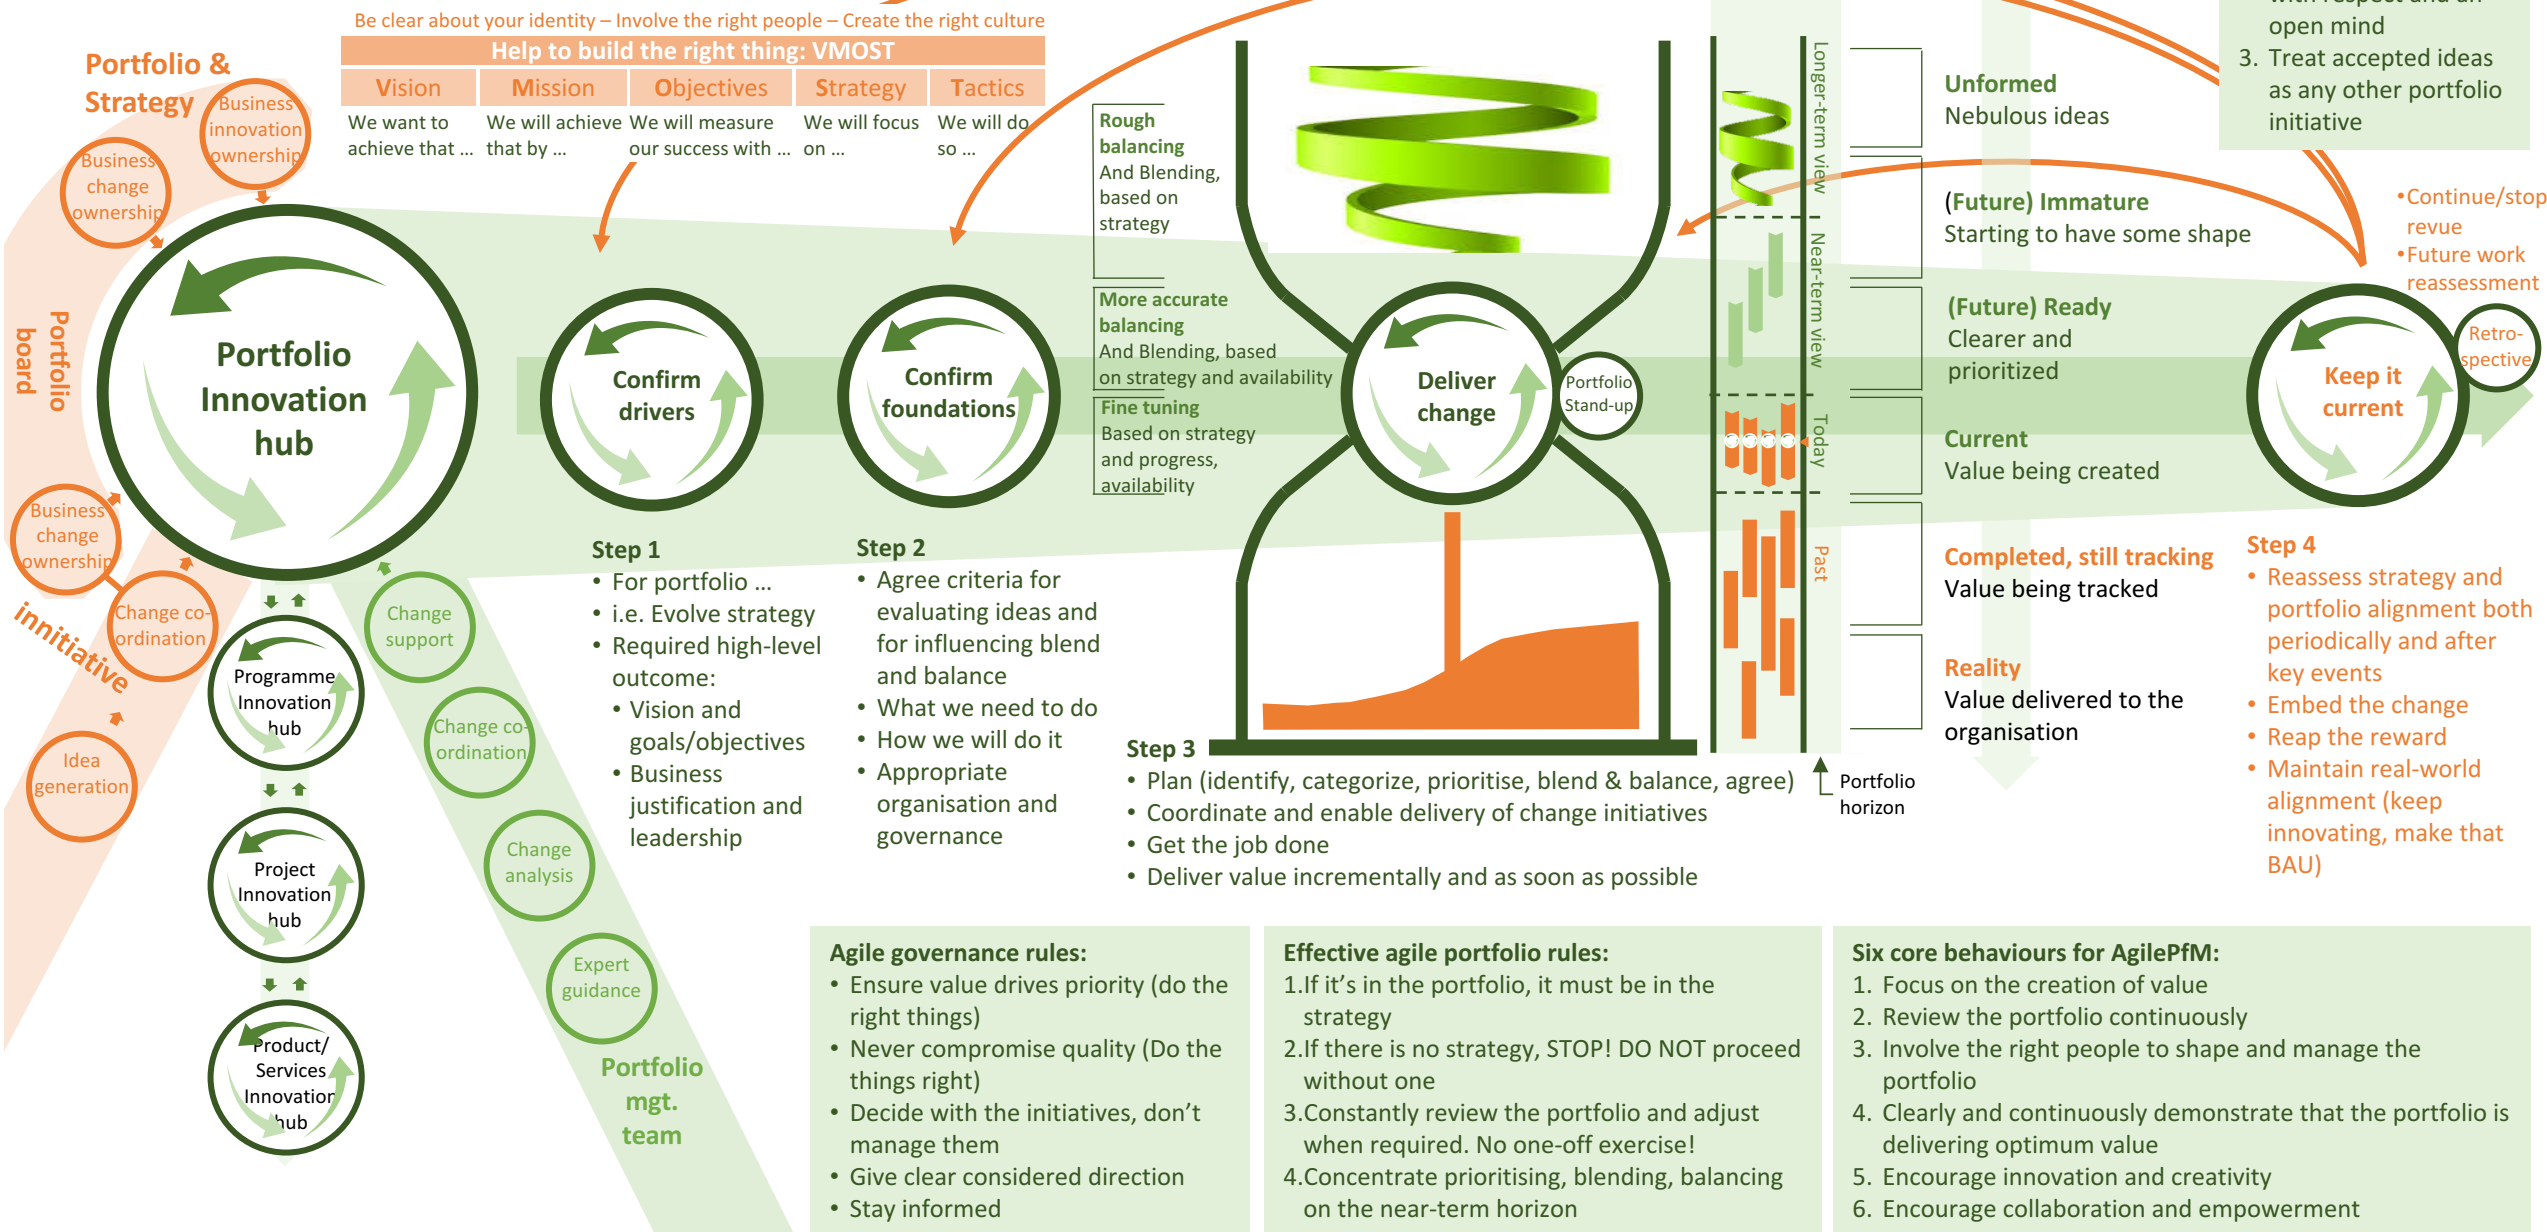 Be clear about your identity – Involve the right people – Create the right culture
Help to build the right thing: VMOST
Vision
Mission
Objectives
Strategy
Tactics
We want to
achieve that ...
We will achieve
that by ...
We will measure
our success with ...
We will focus
on ...
We will do
so ...
Portfolio &
Strategy
Business
innovation
ownership
Business
change
ownership
Portfolio
board
Portfolio
Innovation
hub
Business
change
ownership
Change co-
ordination
innitiative
Idea
generation
Programme
Innovation
hub
Project
Innovation
hub
Product/
Services
Innovation
hub
Change
support
Change co-
ordination
Change
analysis
Expert
guidance
Portfolio
mgt.
team
Confirm
drivers
Step 1
• For portfolio ...
• i.e. Evolve strategy
• Required high-level
outcome:
• Vision and
goals/objectives
• Business
justification and
leadership
Confirm
foundations
Step 2
• Agree criteria for
evaluating ideas and
for influencing blend
and balance
• What we need to do
• How we will do it
• Appropriate
organisation and
governance
Rough
balancing
And Blending,
based on
strategy
More accurate
balancing
And Blending, based
on strategy and availability
Fine tuning
Based on strategy
and progress,
availability
Deliver
change
Portfolio
Stand-up
Step 3
• Plan (identify, categorize, prioritise, blend & balance, agree)
• Coordinate and enable delivery of change initiatives
• Get the job done
• Deliver value incrementally and as soon as possible
Longer-term view
Near-term view
Today
Past
Portfolio
horizon
Unformed
Nebulous ideas
(Future) Immature
Starting to have some shape
(Future) Ready
Clearer and
prioritized
Current
Value being created
Completed, still tracking
Value being tracked
Reality
Value delivered to the
organisation
with respect and an
open mind
3. Treat accepted ideas
as any other portfolio
initiative
•Continue/stop
revue
•Future work
reassessment
Retro-
spective
Keep it
current
Step 4
• Reassess strategy and
portfolio alignment both
periodically and after
key events
• Embed the change
• Reap the reward
• Maintain real-world
alignment (keep
innovating, make that
BAU)
Agile governance rules:
• Ensure value drives priority (do the
right things)
• Never compromise quality (Do the
things right)
• Decide with the initiatives, don’t
manage them
• Give clear considered direction
• Stay informed
Effective agile portfolio rules:
1.If it’s in the portfolio, it must be in the
strategy
2.If there is no strategy, STOP! DO NOT proceed
without one
3.Constantly review the portfolio and adjust
when required. No one-off exercise!
4.Concentrate prioritising, blending, balancing
on the near-term horizon
Six core behaviours for AgilePfM:
1. Focus on the creation of value
2. Review the portfolio continuously
3. Involve the right people to shape and manage the
portfolio
4. Clearly and continuously demonstrate that the portfolio is
delivering optimum value
5. Encourage innovation and creativity
6. Encourage collaboration and empowerment